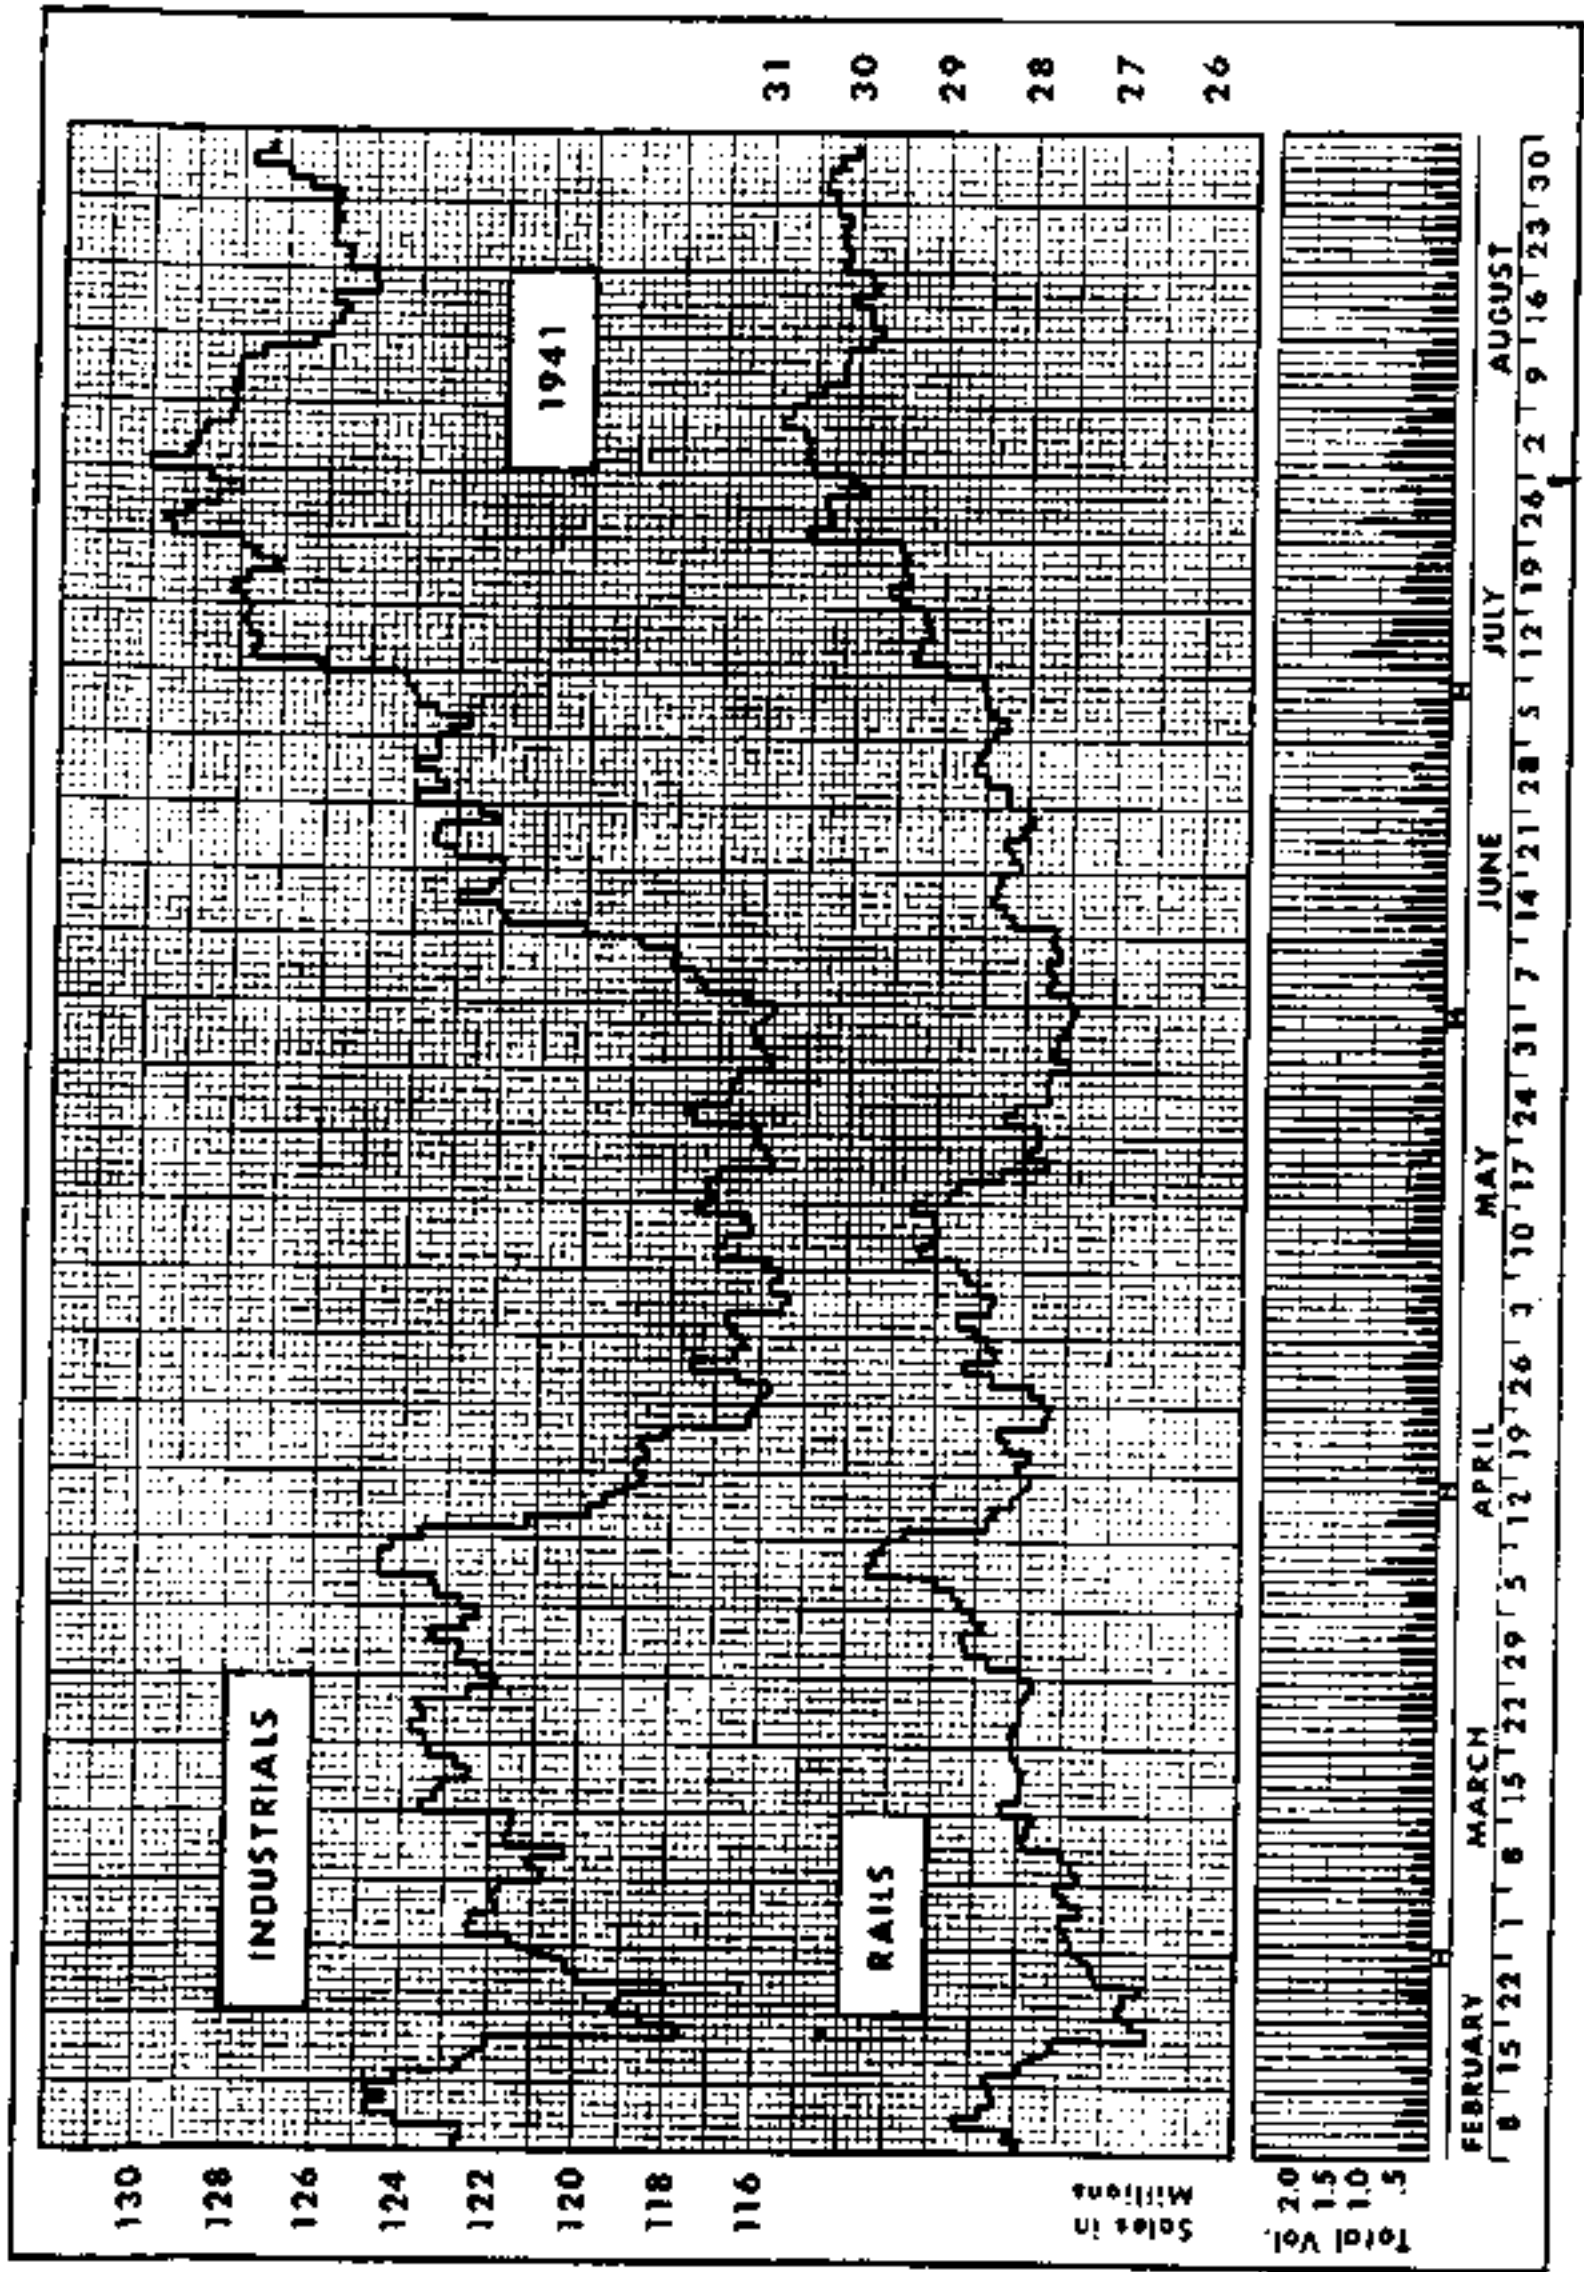 INDUSTRIALS
1941
RAILS
130
128
126
124
122
120
118
116
31
30
29
28
27
26
Sales in
Millions
2.0
1.5
1.0
.5
Total Vol.
8 15 22 1 8 15 22 29 5 12 19 26 3 10 17 24 31 7 14 21 28 5 12 19 26 2 9 16 23 30
FEBRUARY MARCH APRIL MAY JUNE JULY AUGUST
H H H H